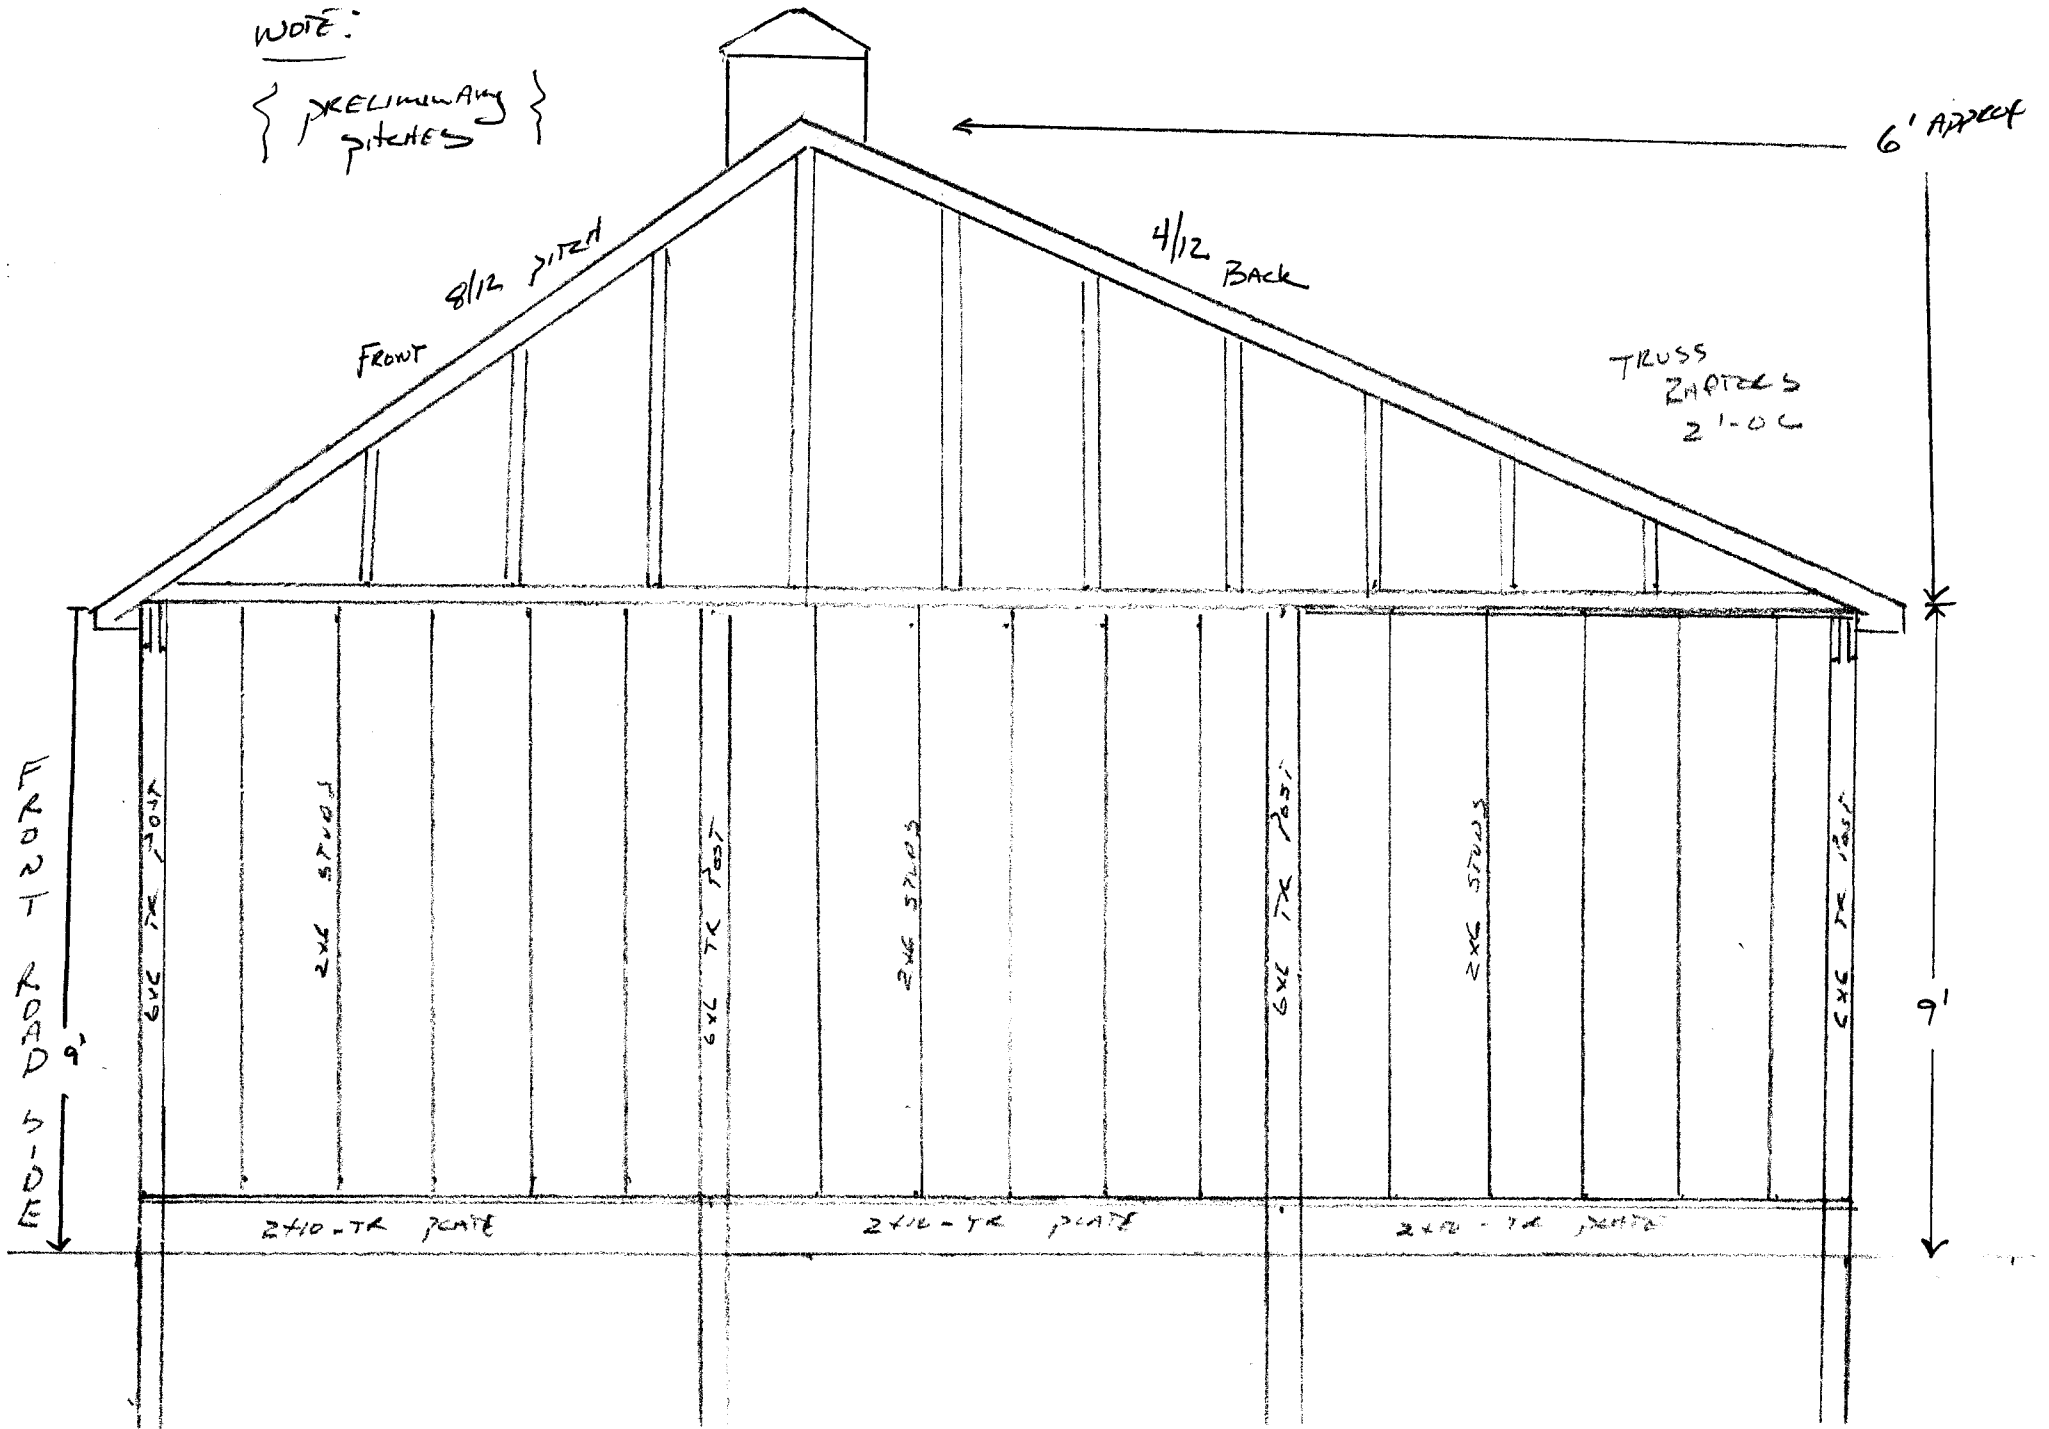 NOTE:
{ PRELIMINARY }
PITCHES
6' APPROX
8/12 PITCH
4/12
BACK
FRONT
TRUSS
RAFTERS
2'-OC
FRONT ROAD SIDE
9'
6X6 TR POST
2X6 STUDS
6X6 TR POST
2X6 STUDS
6X6 TR POST
2X6 STUDS
6X6 TR POST
9'
2X10-TR PLATE
2X10-TR PLATE
2X10-TR PLATE